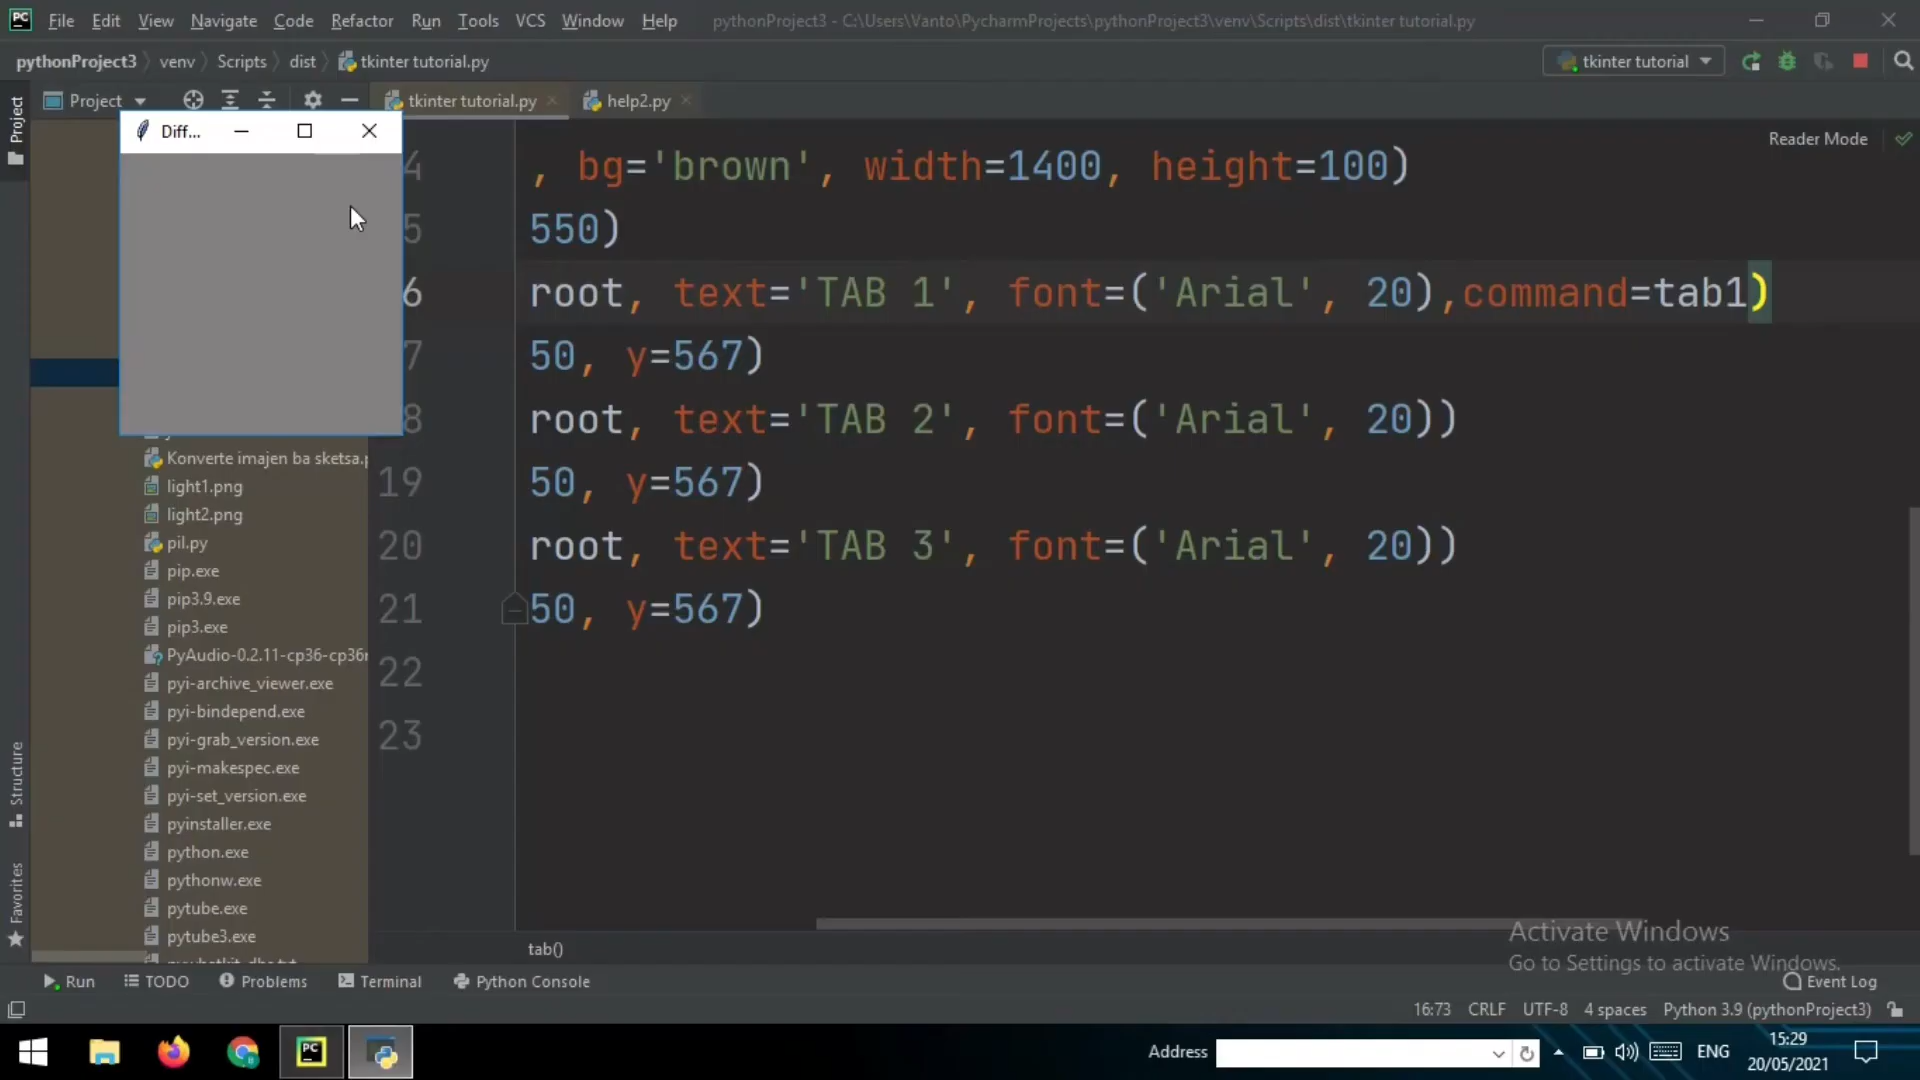 File Edit View Navigate Code Refactor Run Tools VCS Window Help pythonProject3 - C:\Users\Vanto\PycharmProjects\pythonProject3\venv\Scripts\dist\tkinter tutorial.py
pythonProject3 venv Scripts dist tkinter tutorial.py tkinter tutorial
Project tkinter tutorial.py help2.py
Project
Diff...
Reader Mode
4 , bg='brown', width=1400, height=100)
5 550)
6 root, text='TAB 1', font=('Arial', 20),command=tab1)
7 50, y=567)
8 root, text='TAB 2', font=('Arial', 20))
19 50, y=567)
20 root, text='TAB 3', font=('Arial', 20))
21 50, y=567)
22
23
Konverte imajen ba sketsa.p
light1.png
light2.png
pil.py
pip.exe
pip3.9.exe
pip3.exe
PyAudio-0.2.11-cp36-cp36m
pyi-archive_viewer.exe
pyi-bindepend.exe
pyi-grab_version.exe
pyi-makespec.exe
pyi-set_version.exe
pyinstaller.exe
python.exe
pythonw.exe
pytube.exe
pytube3.exe
Structure
Favorites
tab()
Activate Windows
Go to Settings to activate Windows.
Run TODO Problems Terminal Python Console Event Log
16:73 CRLF UTF-8 4 spaces Python 3.9 (pythonProject3)
Address ENG 15:29
20/05/2021